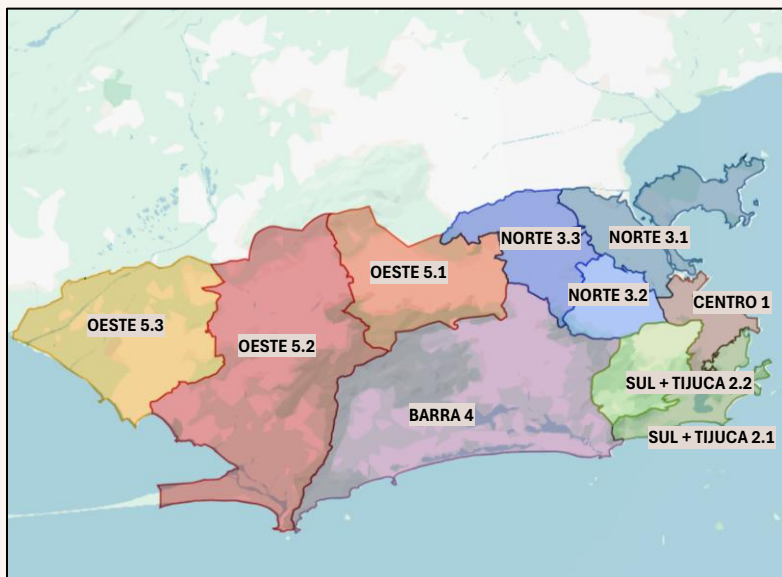 NORTE 3.3
NORTE 3.1
OESTE 5.1
NORTE 3.2
CENTRO 1
OESTE 5.3
OESTE 5.2
SUL + TIJUCA 2.2
BARRA 4
SUL + TIJUCA 2.1